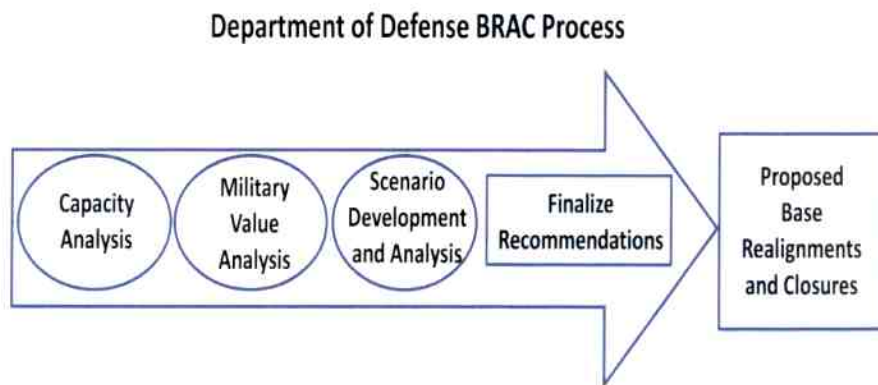 Department of Defense BRAC Process
Capacity
Analysis
Military
Value
Analysis
Scenario
Development
and Analysis
Finalize
Recommendations
Proposed
Base
Realignments
and Closures